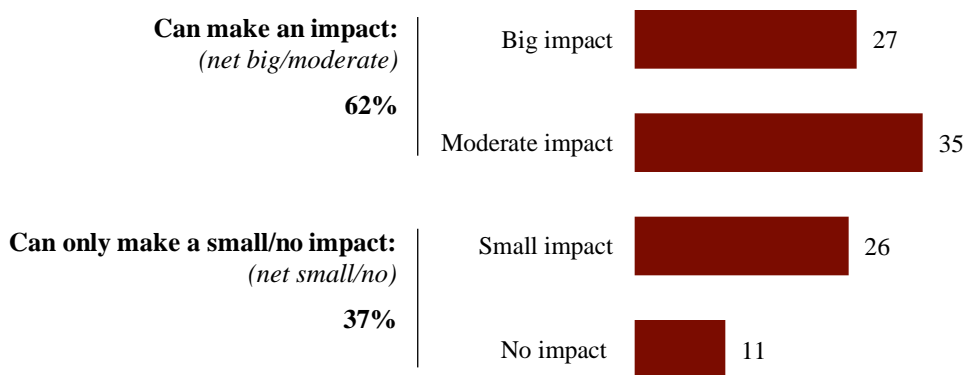 Can make an impact:
(net big/moderate)
62%
Big impact 27
Moderate impact 35
Can only make a small/no impact:
(net small/no)
37%
Small impact 26
No impact 11